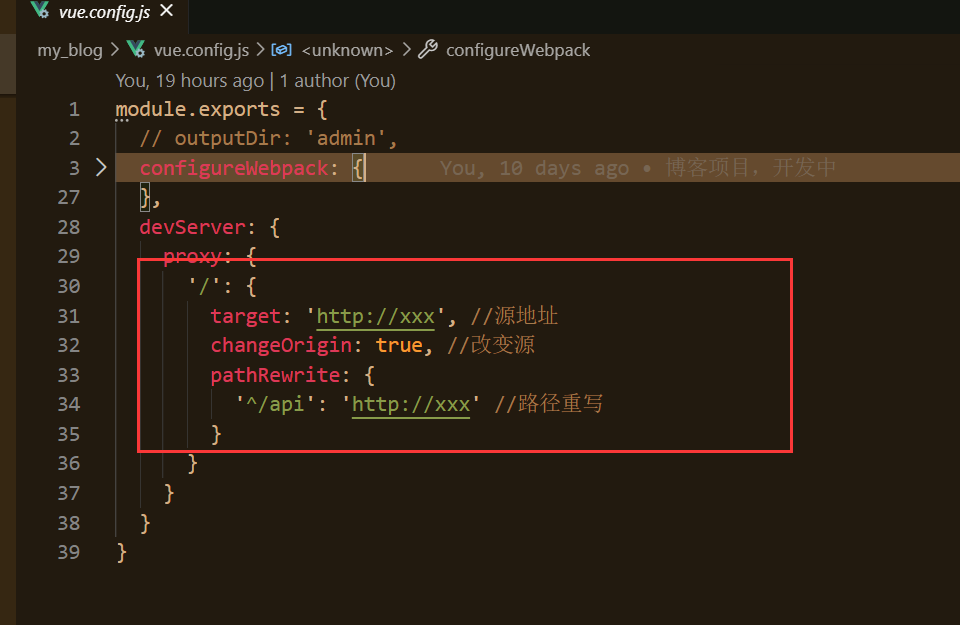 vue.config.js
my_blog > vue.config.js > <unknown> > configureWebpack
You, 19 hours ago | 1 author (You)
1 module.exports = {
2 // outputDir: 'admin',
3 configureWebpack: { You, 10 days ago • 博客项目，开发中
27 },
28 devServer: {
29 proxy: {
30 '/': {
31 target: 'http://xxx', //源地址
32 changeOrigin: true, //改变源
33 pathRewrite: {
34 '^/api': 'http://xxx' //路径重写
35 }
36 }
37 }
38 }
39 }